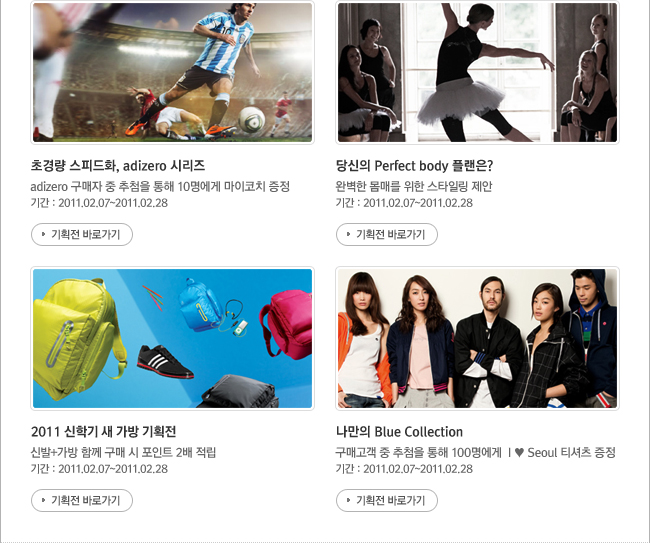 초경량 스피드화, adizero 시리즈
adizero 구매자 중 추첨을 통해 10명에게 마이코치 증정
기간 : 2011.02.07~2011.02.28
기획전 바로가기
당신의 Perfect body 플랜은?
완벽한 몸매를 위한 스타일링 제안
기간 : 2011.02.07~2011.02.28
기획전 바로가기
2011 신학기 새 가방 기획전
신발+가방 함께 구매 시 포인트 2배 적립
기간 : 2011.02.07~2011.02.28
기획전 바로가기
나만의 Blue Collection
구매고객 중 추첨을 통해 100명에게 I ♥ Seoul 티셔츠 증정
기간 : 2011.02.07~2011.02.28
기획전 바로가기